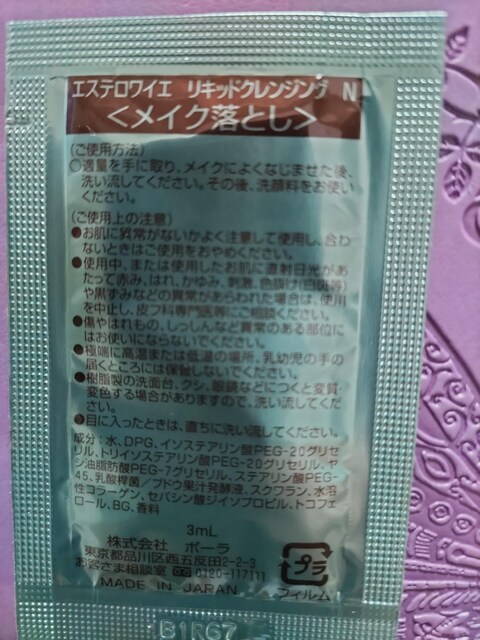 エステロワイエ リキッドクレンジング N
＜メイク落とし＞
(ご使用方法)
○適量を手に取り、メイクによくなじませた後、
洗い流してください。その後、洗顔料をお使い
ください。
(ご使用上の注意)
●お肌に異常がないかよく注意して使用し、合わ
ないときはご使用をおやめください。
●使用中、または使用したお肌に直射日光があ
たって赤み、はれ、かゆみ、刺激、色抜け(白斑等)
や黒ずみなどの異常があらわれた場合は、使用
を中止し、皮フ科専門医等にご相談ください。
●傷やはれもの、しっしんなど異常のある部位に
はお使いにならないでください。
●極端に高温または低温の場所、乳幼児の手の
届くところには保管しないでください。
●樹脂製の洗面台、クシ、眼鏡などにつくと変質、
変色する場合がありますので、洗い流してくだ
さい。
●目に入ったときは、直ちに洗い流してください。
成分：水、DPG、イソステアリン酸PEG-20グリセ
リル、トリイソステアリン酸PEG-20グリセリル、ヤ
シ油脂肪酸PEG-7グリセリル、ステアリン酸PEG-
45、乳酸桿菌／ブドウ果汁発酵液、スクワラン、水溶
性コラーゲン、セバシン酸ジイソプロピル、トコフェ
ロール、BG、香料
3mL
株式会社 ポーラ
東京都品川区西五反田2-2-3
お客さま相談室 0120-117111
MADE IN JAPAN
プラ
フィルム
B1R67